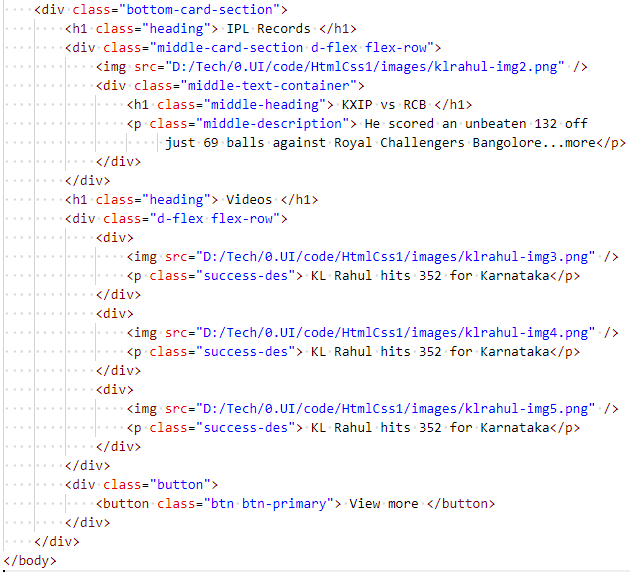 <div class="bottom-card-section">
<h1 class="heading"> IPL Records </h1>
<div class="middle-card-section d-flex flex-row">
<img src="D:/Tech/0.UI/code/HtmlCss1/images/klrahul-img2.png" />
<div class="middle-text-container">
<h1 class="middle-heading"> KXIP vs RCB </h1>
<p class="middle-description"> He scored an unbeaten 132 off
just 69 balls against Royal Challengers Bangolore...more</p>
</div>
</div>
<h1 class="heading"> Videos </h1>
<div class="d-flex flex-row">
<div>
<img src="D:/Tech/0.UI/code/HtmlCss1/images/klrahul-img3.png" />
<p class="success-des"> KL Rahul hits 352 for Karnataka</p>
</div>
<div>
<img src="D:/Tech/0.UI/code/HtmlCss1/images/klrahul-img4.png" />
<p class="success-des"> KL Rahul hits 352 for Karnataka</p>
</div>
<div>
<img src="D:/Tech/0.UI/code/HtmlCss1/images/klrahul-img5.png" />
<p class="success-des"> KL Rahul hits 352 for Karnataka</p>
</div>
</div>
<div class="button">
<button class="btn btn-primary"> View more </button>
</div>
</div>
</body>